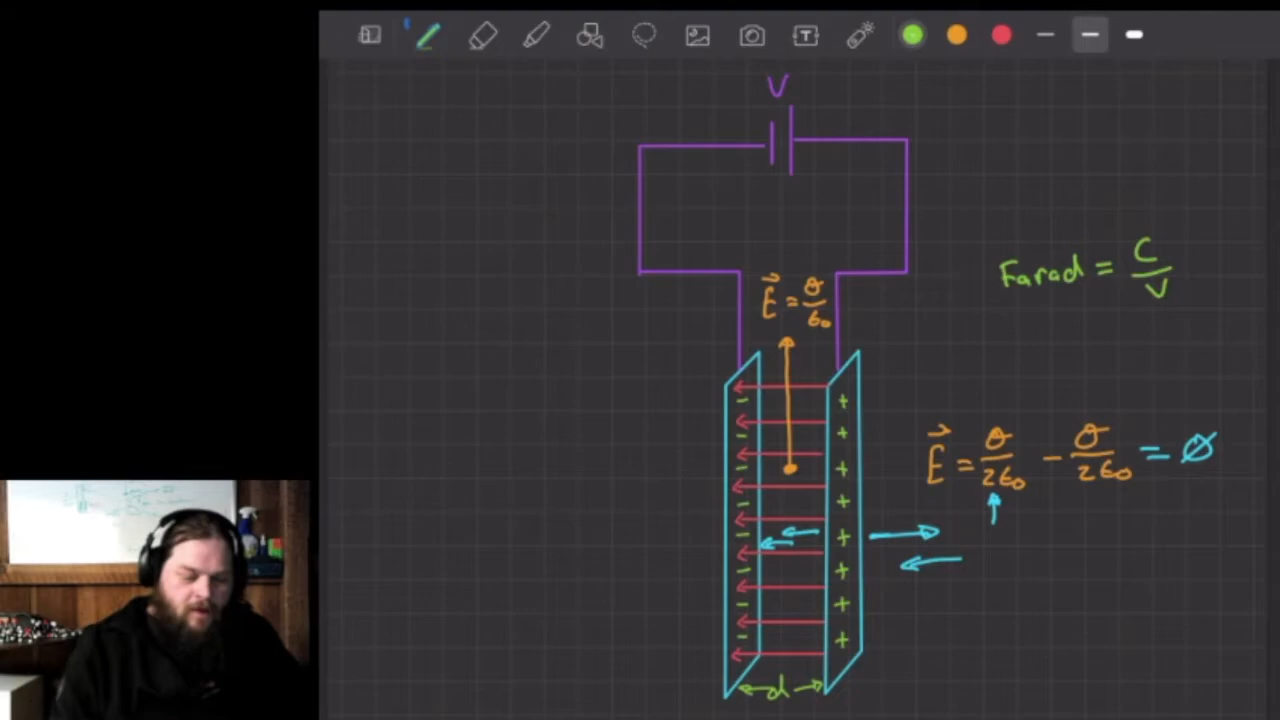 T
V
E⃗ = σ/ε₀
Farad = C/V
- +
- +
- +
- +
- +
- +
- +
- +
E⃗ = σ/2ε₀ − σ/2ε₀ = ∅
d